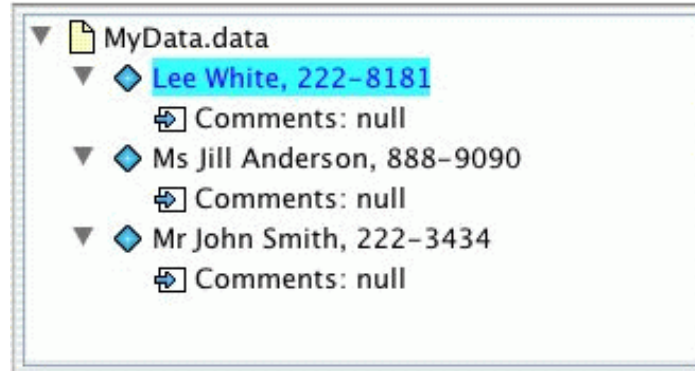 MyData.data
Lee White, 222-8181
Comments: null
Ms Jill Anderson, 888-9090
Comments: null
Mr John Smith, 222-3434
Comments: null